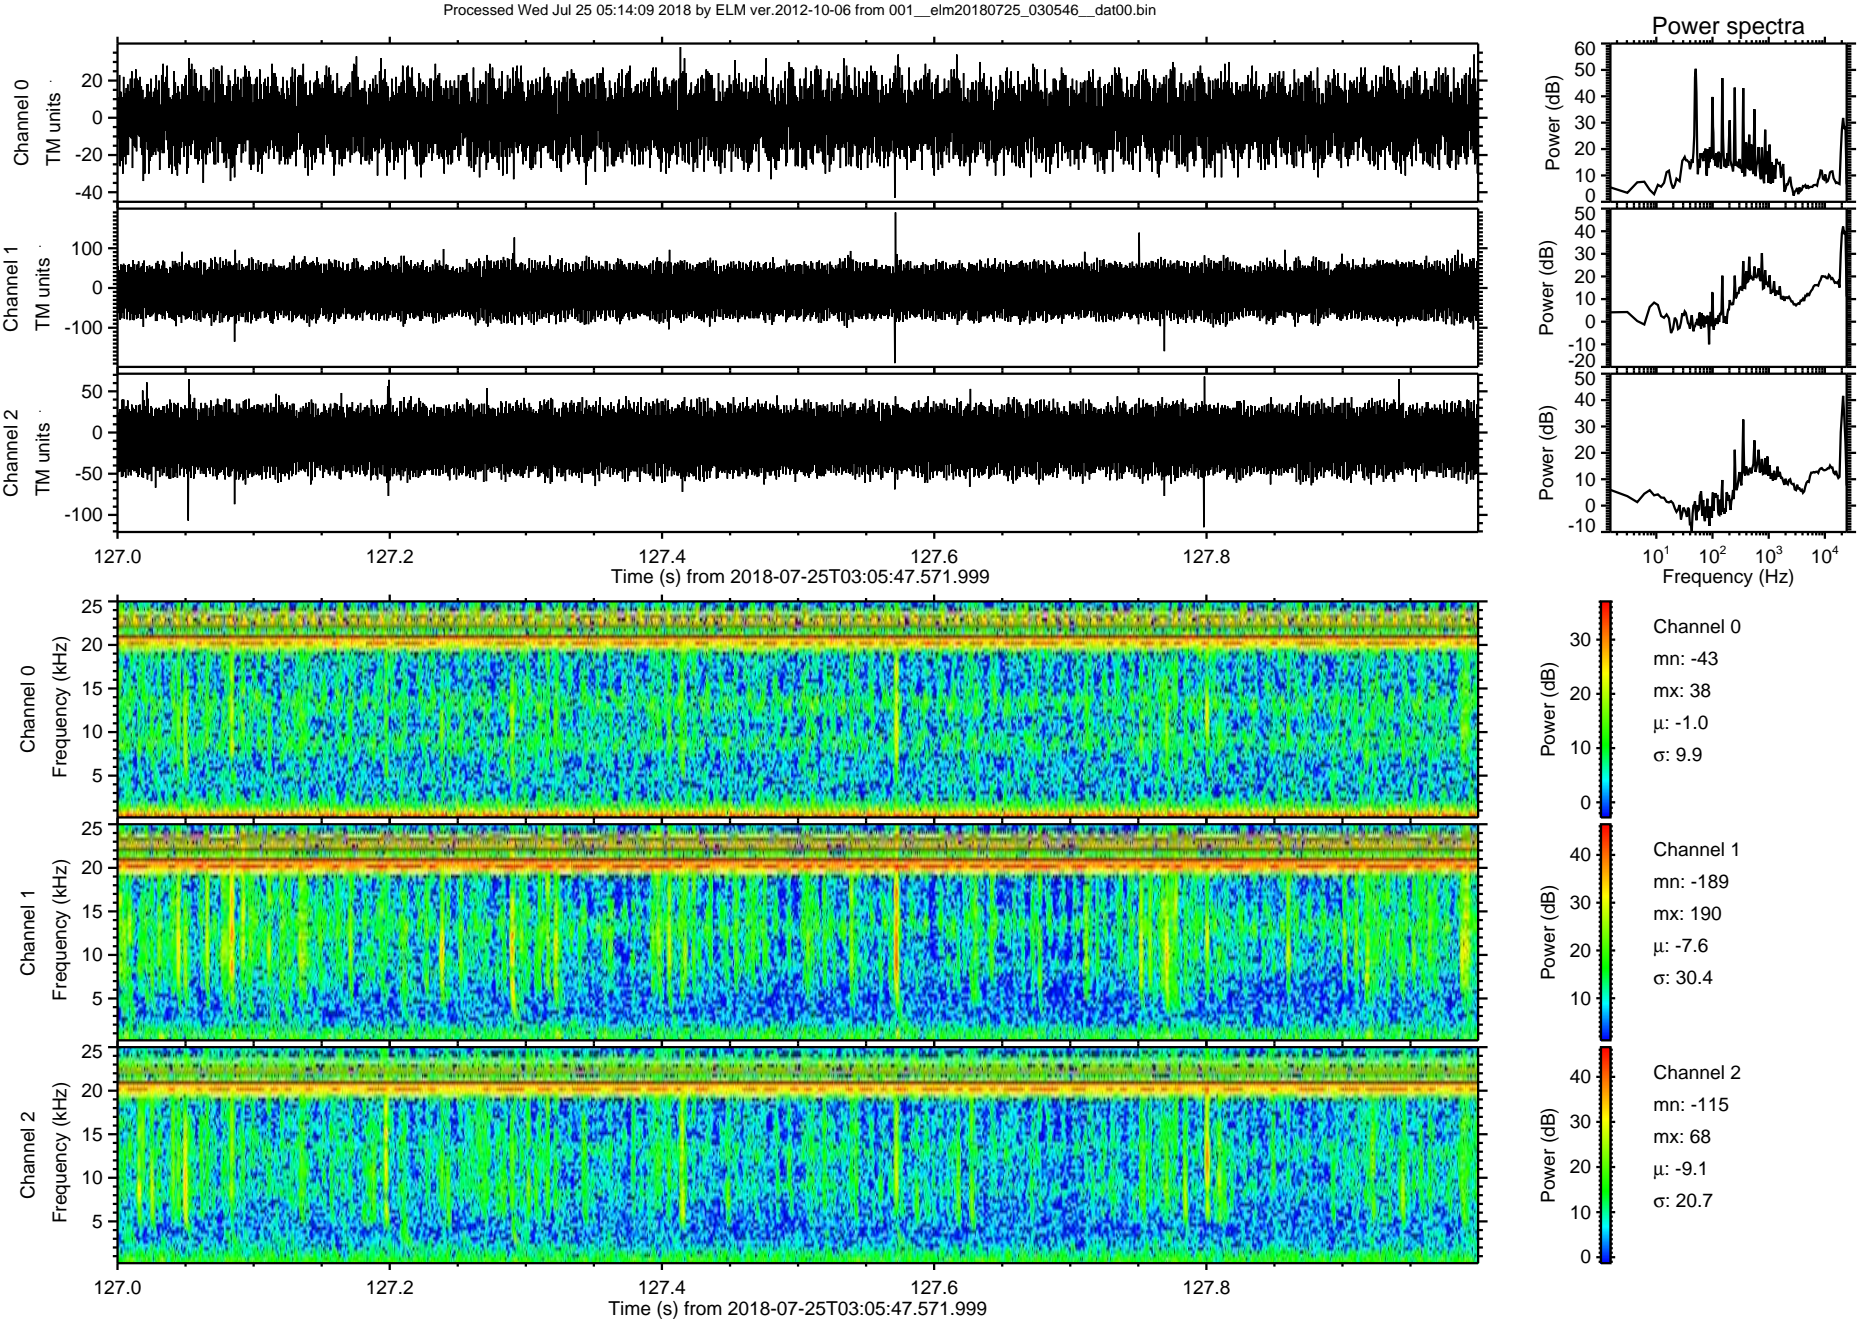 Processed Wed Jul 25 05:14:09 2018 by ELM ver.2012-10-06 from 001__elm20180725_030546__dat00.bin
Power spectra
Channel 0
TM units
20
0
-20
-40
Power (dB)
60
50
40
30
20
10
0
Channel 1
TM units
100
0
-100
Power (dB)
50
40
30
20
10
0
-10
-20
Channel 2
TM units
50
0
-50
-100
Power (dB)
50
40
30
20
10
0
-10
127.0 127.2 127.4 127.6 127.8
Time (s) from 2018-07-25T03:05:47.571.999
10¹ 10² 10³ 10⁴
Frequency (Hz)
Channel 0
Frequency (kHz)
25
20
15
10
5
Power (dB)
30
20
10
0
Channel 0
mn: -43
mx: 38
μ: -1.0
σ: 9.9
Channel 1
Frequency (kHz)
25
20
15
10
5
Power (dB)
40
30
20
10
Channel 1
mn: -189
mx: 190
μ: -7.6
σ: 30.4
Channel 2
Frequency (kHz)
25
20
15
10
5
Power (dB)
40
30
20
10
0
Channel 2
mn: -115
mx: 68
μ: -9.1
σ: 20.7
127.0 127.2 127.4 127.6 127.8
Time (s) from 2018-07-25T03:05:47.571.999